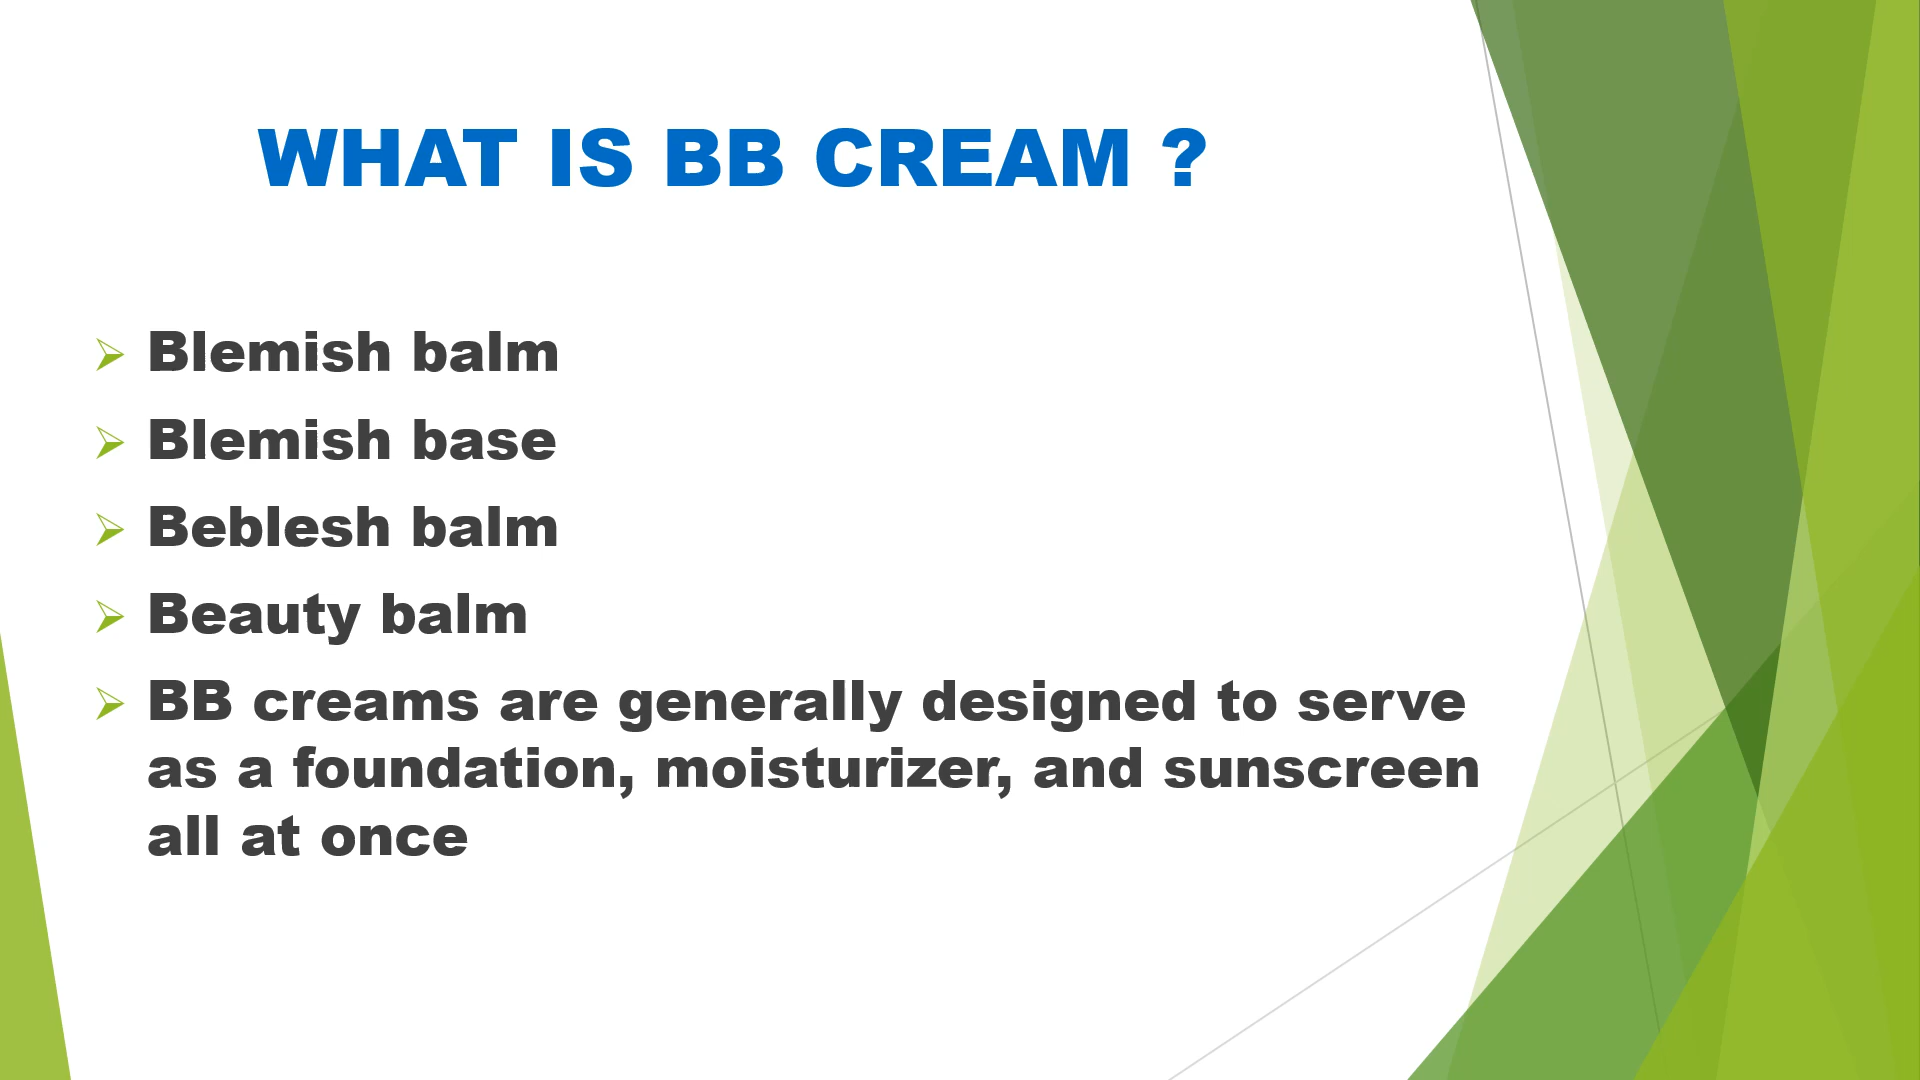 WHAT IS BB CREAM ?
Blemish balm
Blemish base
Beblesh balm
Beauty balm
BB creams are generally designed to serve
as a foundation, moisturizer, and sunscreen
all at once